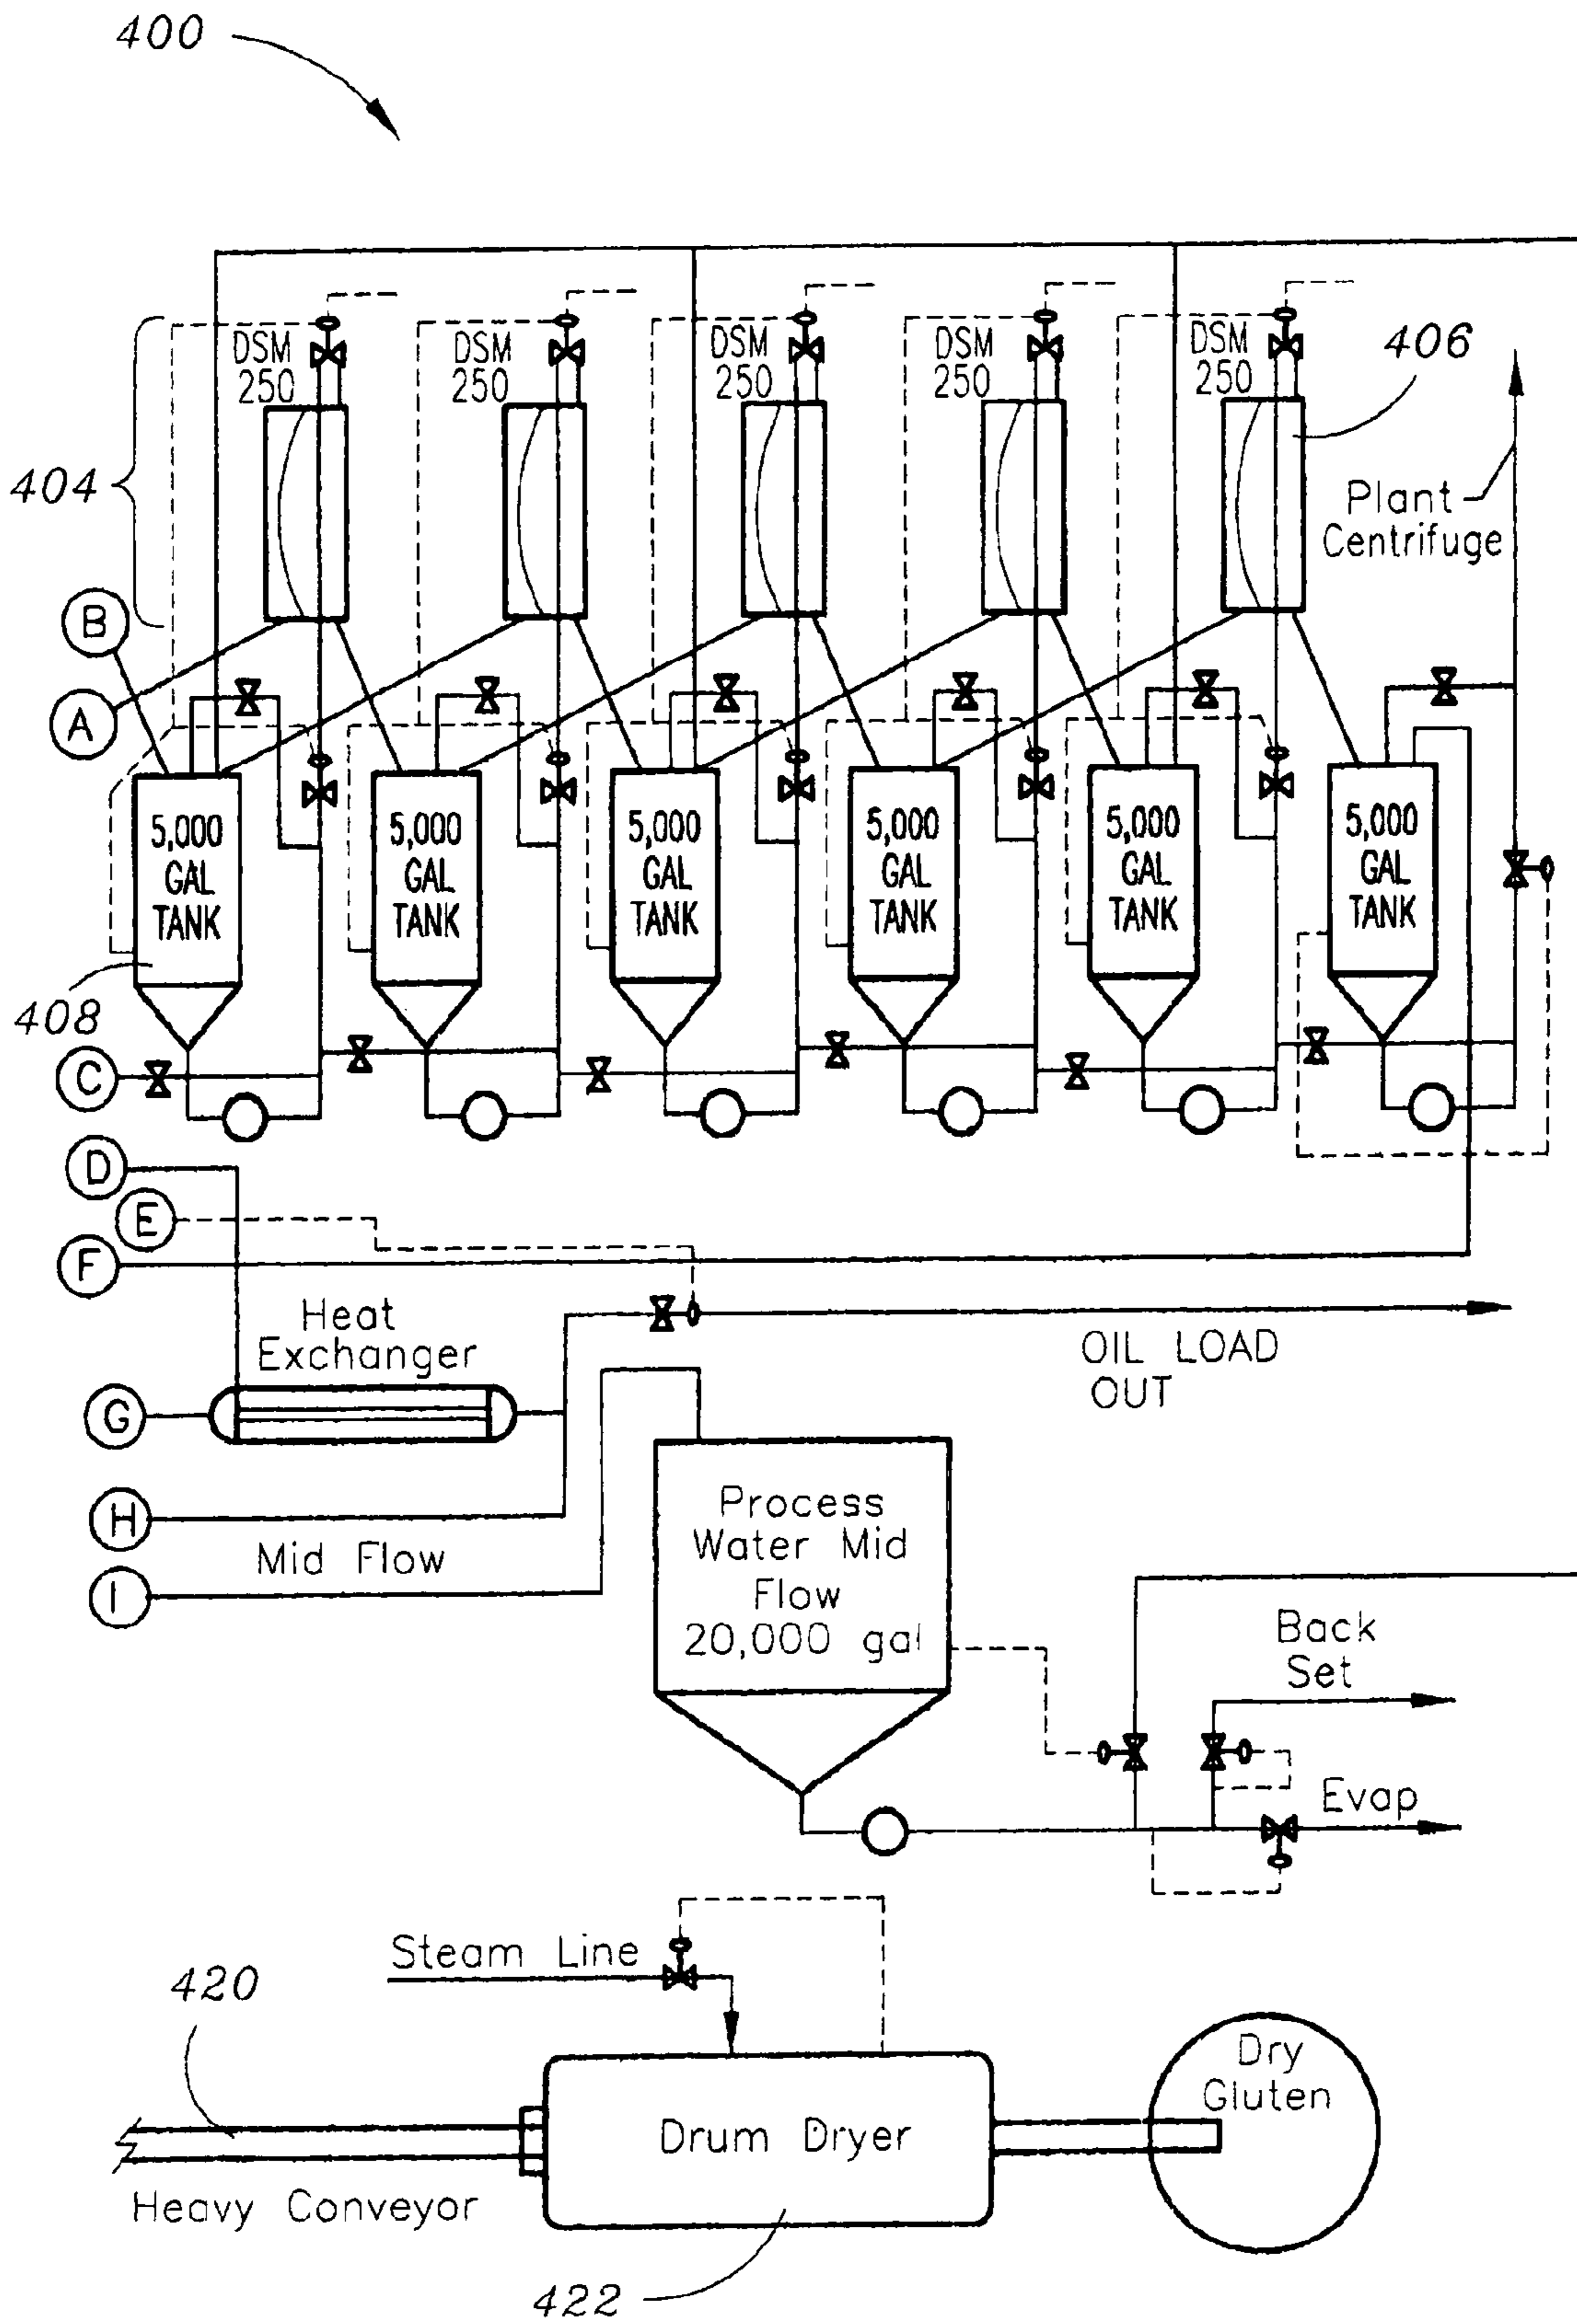 400
DSM
250
DSM
250
DSM
250
DSM
250
DSM
250
406
404
Plant
Centrifuge
B
A
5,000
GAL
TANK
5,000
GAL
TANK
5,000
GAL
TANK
5,000
GAL
TANK
5,000
GAL
TANK
5,000
GAL
TANK
408
C
D
E
F
Heat
Exchanger
OIL LOAD
OUT
G
H
Mid Flow
I
Process
Water Mid
Flow
20,000 gal
Back
Set
Evap
Steam Line
420
Dry
Gluten
Drum Dryer
Heavy Conveyor
422